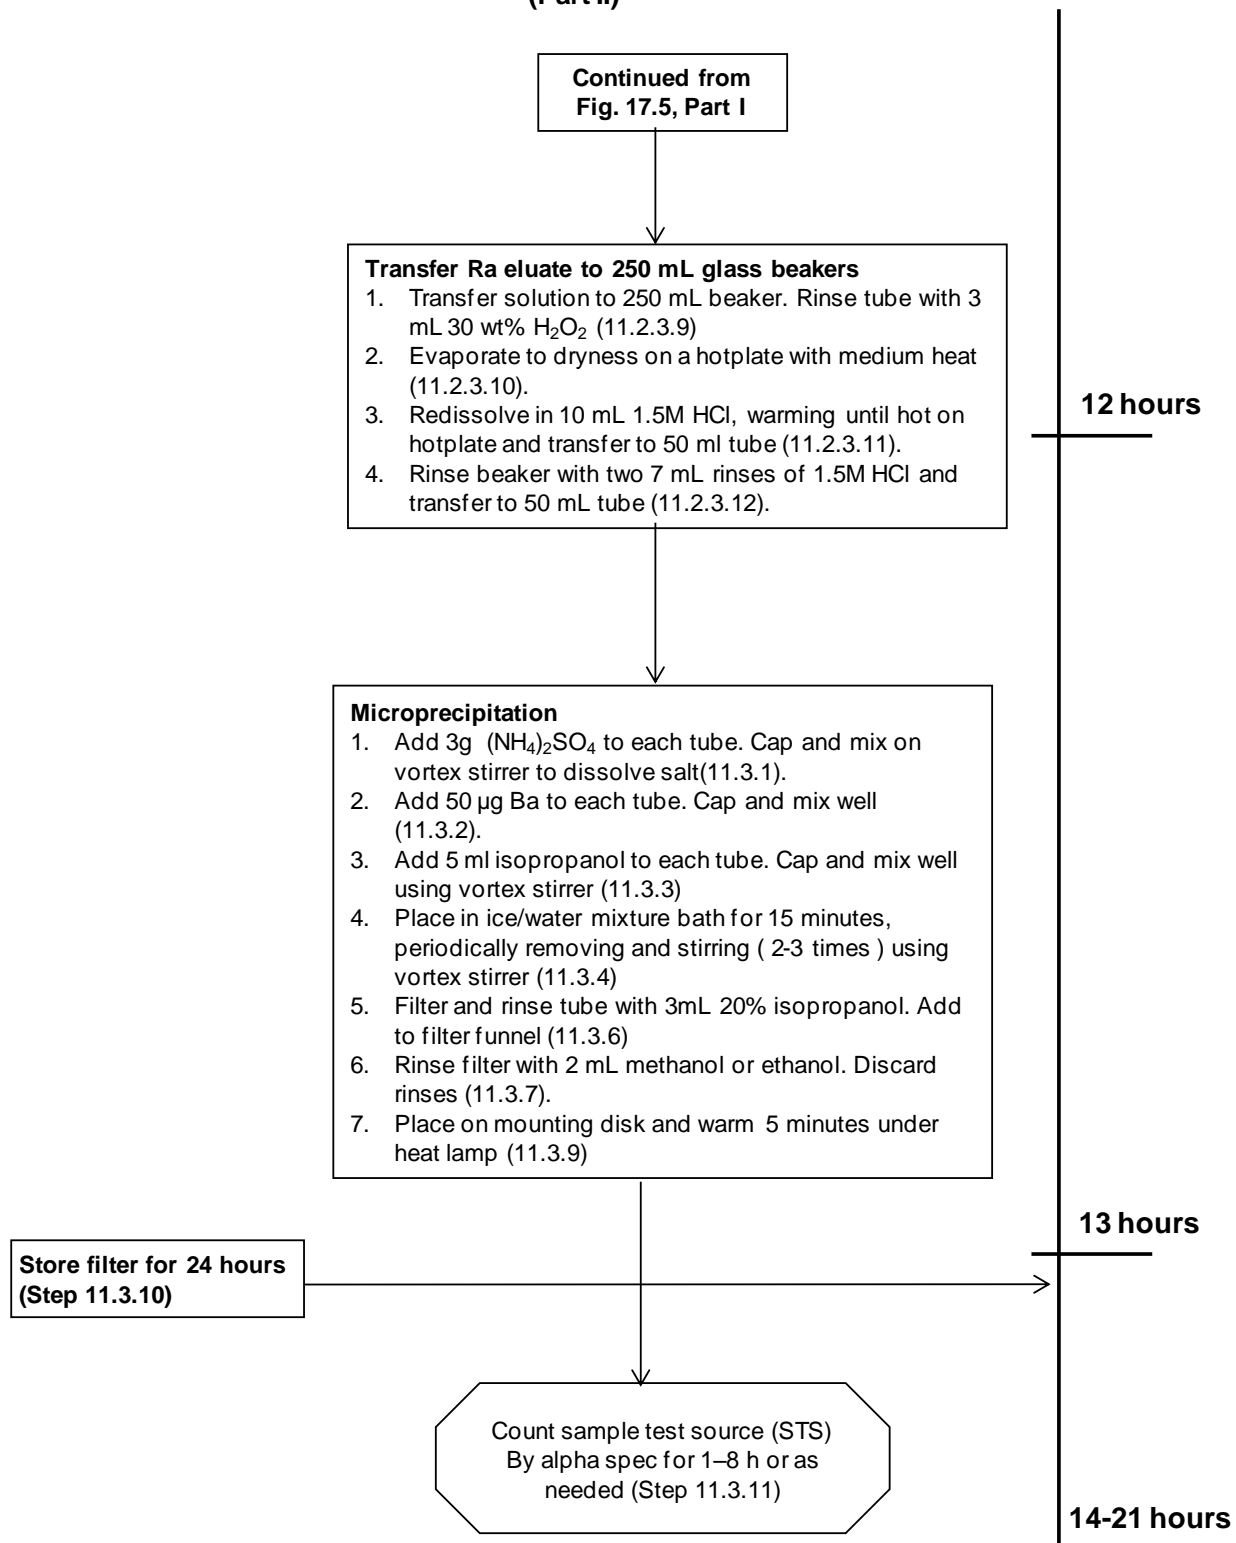 (Part II)
Continued from
Fig. 17.5, Part I
Transfer Ra eluate to 250 mL glass beakers
1. Transfer solution to 250 mL beaker. Rinse tube with 3
mL 30 wt% H₂O₂ (11.2.3.9)
2. Evaporate to dryness on a hotplate with medium heat
(11.2.3.10).
3. Redissolve in 10 mL 1.5M HCl, warming until hot on
hotplate and transfer to 50 ml tube (11.2.3.11).
4. Rinse beaker with two 7 mL rinses of 1.5M HCl and
transfer to 50 mL tube (11.2.3.12).
12 hours
Microprecipitation
1. Add 3g (NH₄)₂SO₄ to each tube. Cap and mix on
vortex stirrer to dissolve salt(11.3.1).
2. Add 50 µg Ba to each tube. Cap and mix well
(11.3.2).
3. Add 5 ml isopropanol to each tube. Cap and mix well
using vortex stirrer (11.3.3)
4. Place in ice/water mixture bath for 15 minutes,
periodically removing and stirring ( 2-3 times ) using
vortex stirrer (11.3.4)
5. Filter and rinse tube with 3mL 20% isopropanol. Add
to filter funnel (11.3.6)
6. Rinse filter with 2 mL methanol or ethanol. Discard
rinses (11.3.7).
7. Place on mounting disk and warm 5 minutes under
heat lamp (11.3.9)
13 hours
Store filter for 24 hours
(Step 11.3.10)
Count sample test source (STS)
By alpha spec for 1–8 h or as
needed (Step 11.3.11)
14-21 hours